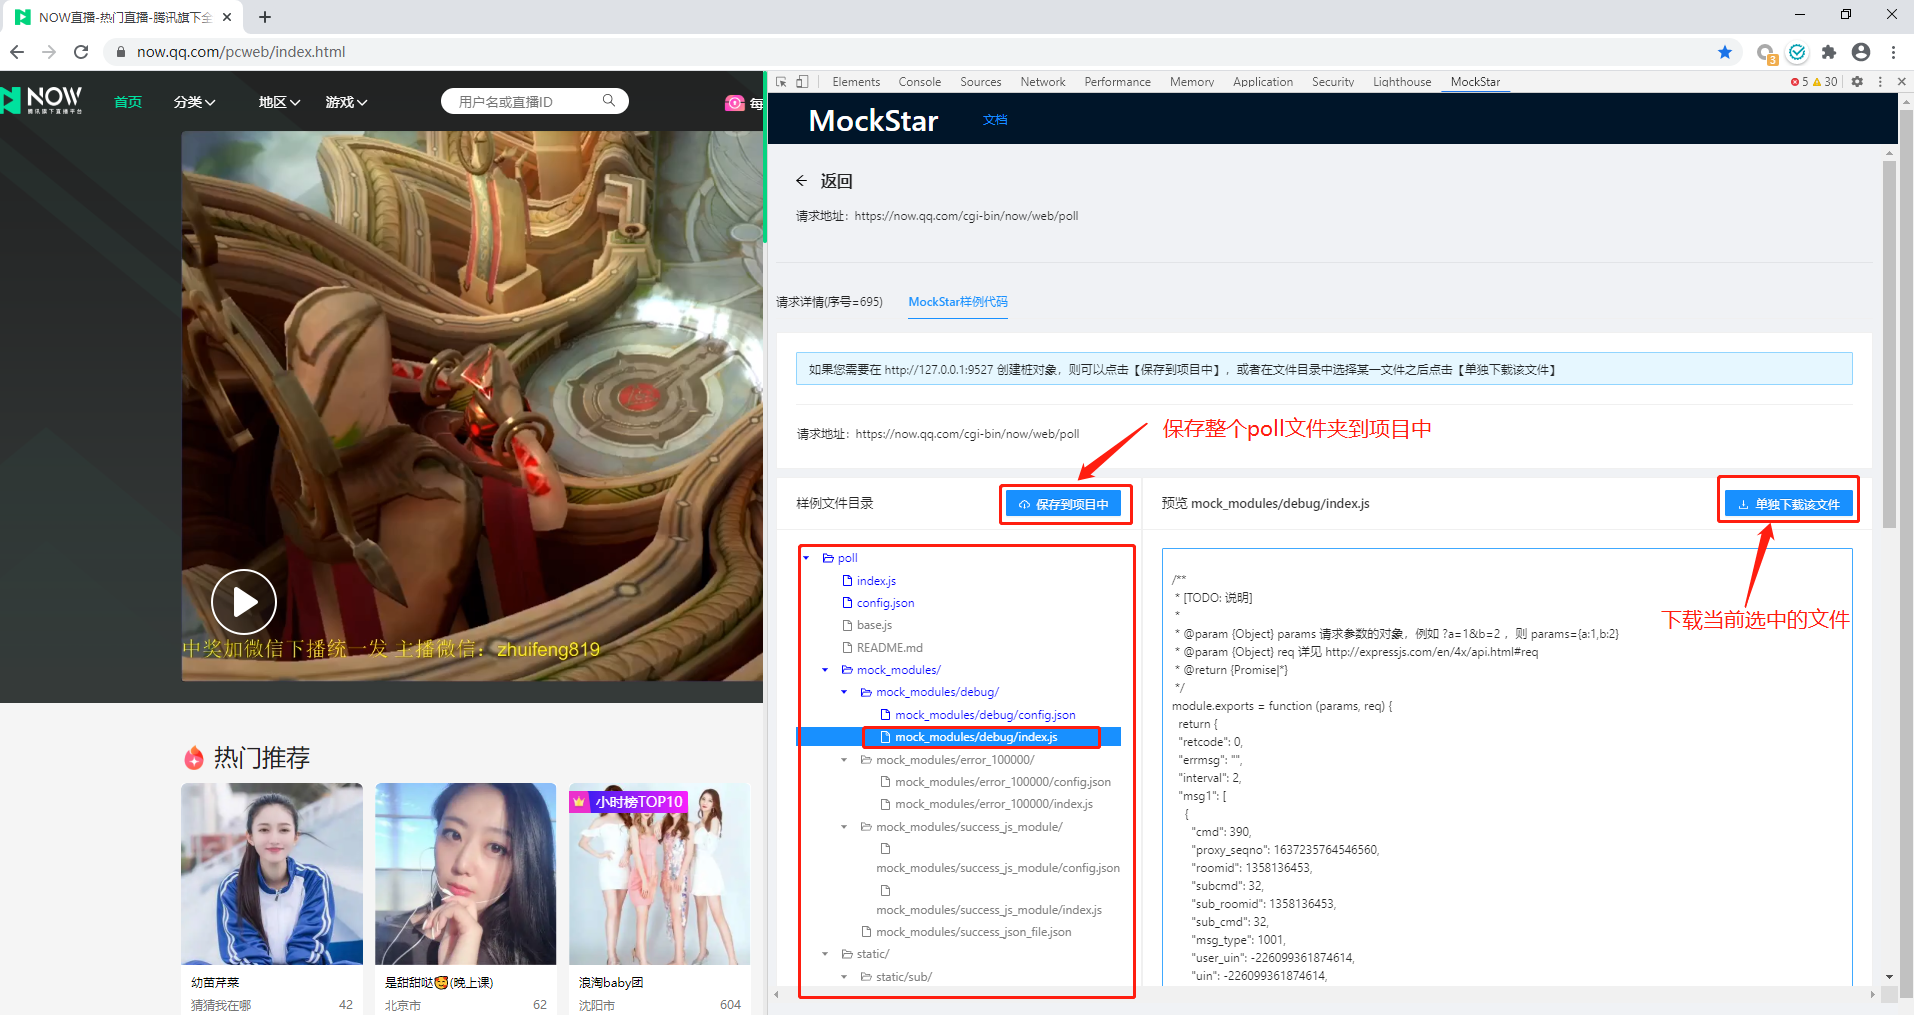 NOW直播-热门直播-腾讯旗下全
now.qq.com/pcweb/index.html
3
NOW
腾讯旗下直播平台
首页
分类
地区
游戏
用户名或直播ID
每
中奖加微信下播统一发 主播微信：zhuifeng819
热门推荐
小时榜TOP10
幼苗芹菜
猜猜我在哪 42
是甜甜哒🥰(晚上课)
北京市 62
浪淘baby团
沈阳市 604
Elements Console Sources Network Performance Memory Application Security Lighthouse MockStar 5 30
MockStar 文档
← 返回
请求地址：https://now.qq.com/cgi-bin/now/web/poll
请求详情(序号=695) MockStar样例代码
如果您需要在 http://127.0.0.1:9527 创建桩对象，则可以点击【保存到项目中】，或者在文件目录中选择某一文件之后点击【单独下载该文件】
请求地址：https://now.qq.com/cgi-bin/now/web/poll
保存整个poll文件夹到项目中
样例文件目录 保存到项目中
poll
index.js
config.json
base.js
README.md
mock_modules/
mock_modules/debug/
mock_modules/debug/config.json
mock_modules/debug/index.js
mock_modules/error_100000/
mock_modules/error_100000/config.json
mock_modules/error_100000/index.js
mock_modules/success_js_module/
mock_modules/success_js_module/config.json
mock_modules/success_js_module/index.js
mock_modules/success_json_file.json
static/
static/sub/
预览 mock_modules/debug/index.js 单独下载该文件
下载当前选中的文件
/**
* [TODO: 说明]
*
* @param {Object} params 请求参数的对象，例如 ?a=1&b=2 ，则 params={a:1,b:2}
* @param {Object} req 详见 http://expressjs.com/en/4x/api.html#req
* @return {Promise|*}
*/
module.exports = function (params, req) {
return {
"retcode": 0,
"errmsg": "",
"interval": 2,
"msg1": [
{
"cmd": 390,
"proxy_seqno": 1637235764546560,
"roomid": 1358136453,
"subcmd": 32,
"sub_roomid": 1358136453,
"sub_cmd": 32,
"msg_type": 1001,
"user_uin": -226099361874614,
"uin": -226099361874614,